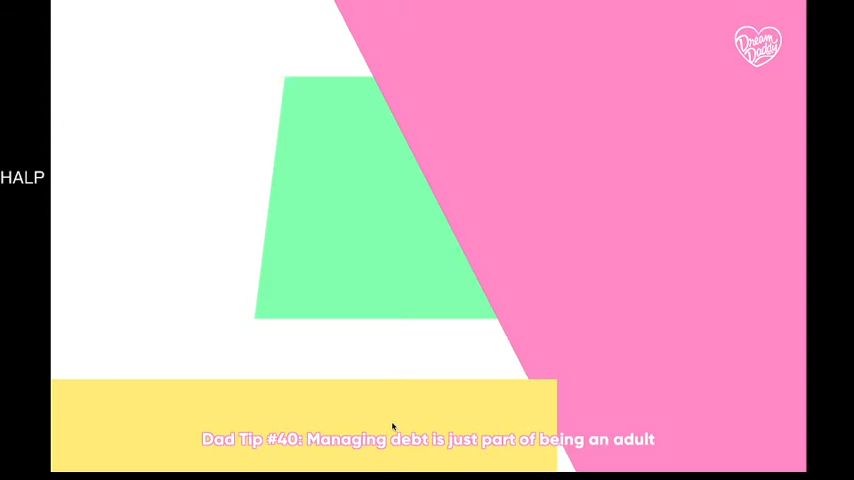 Dream
Daddy
HALP
Dad Tip #40: Managing debt is just part of being an adult